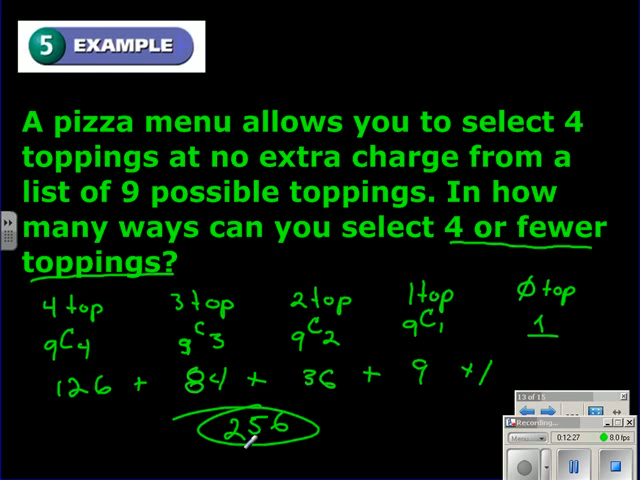 5 EXAMPLE
A pizza menu allows you to select 4
toppings at no extra charge from a
list of 9 possible toppings. In how
many ways can you select 4 or fewer
toppings?
4 top 3 top 2 top 1 top 0 top
9C4 9C3 9C2 9C1 1
126 + 84 + 36 + 9 +1
256
13 of 15
Recording...
Menu
0:12:27 8.0 fps